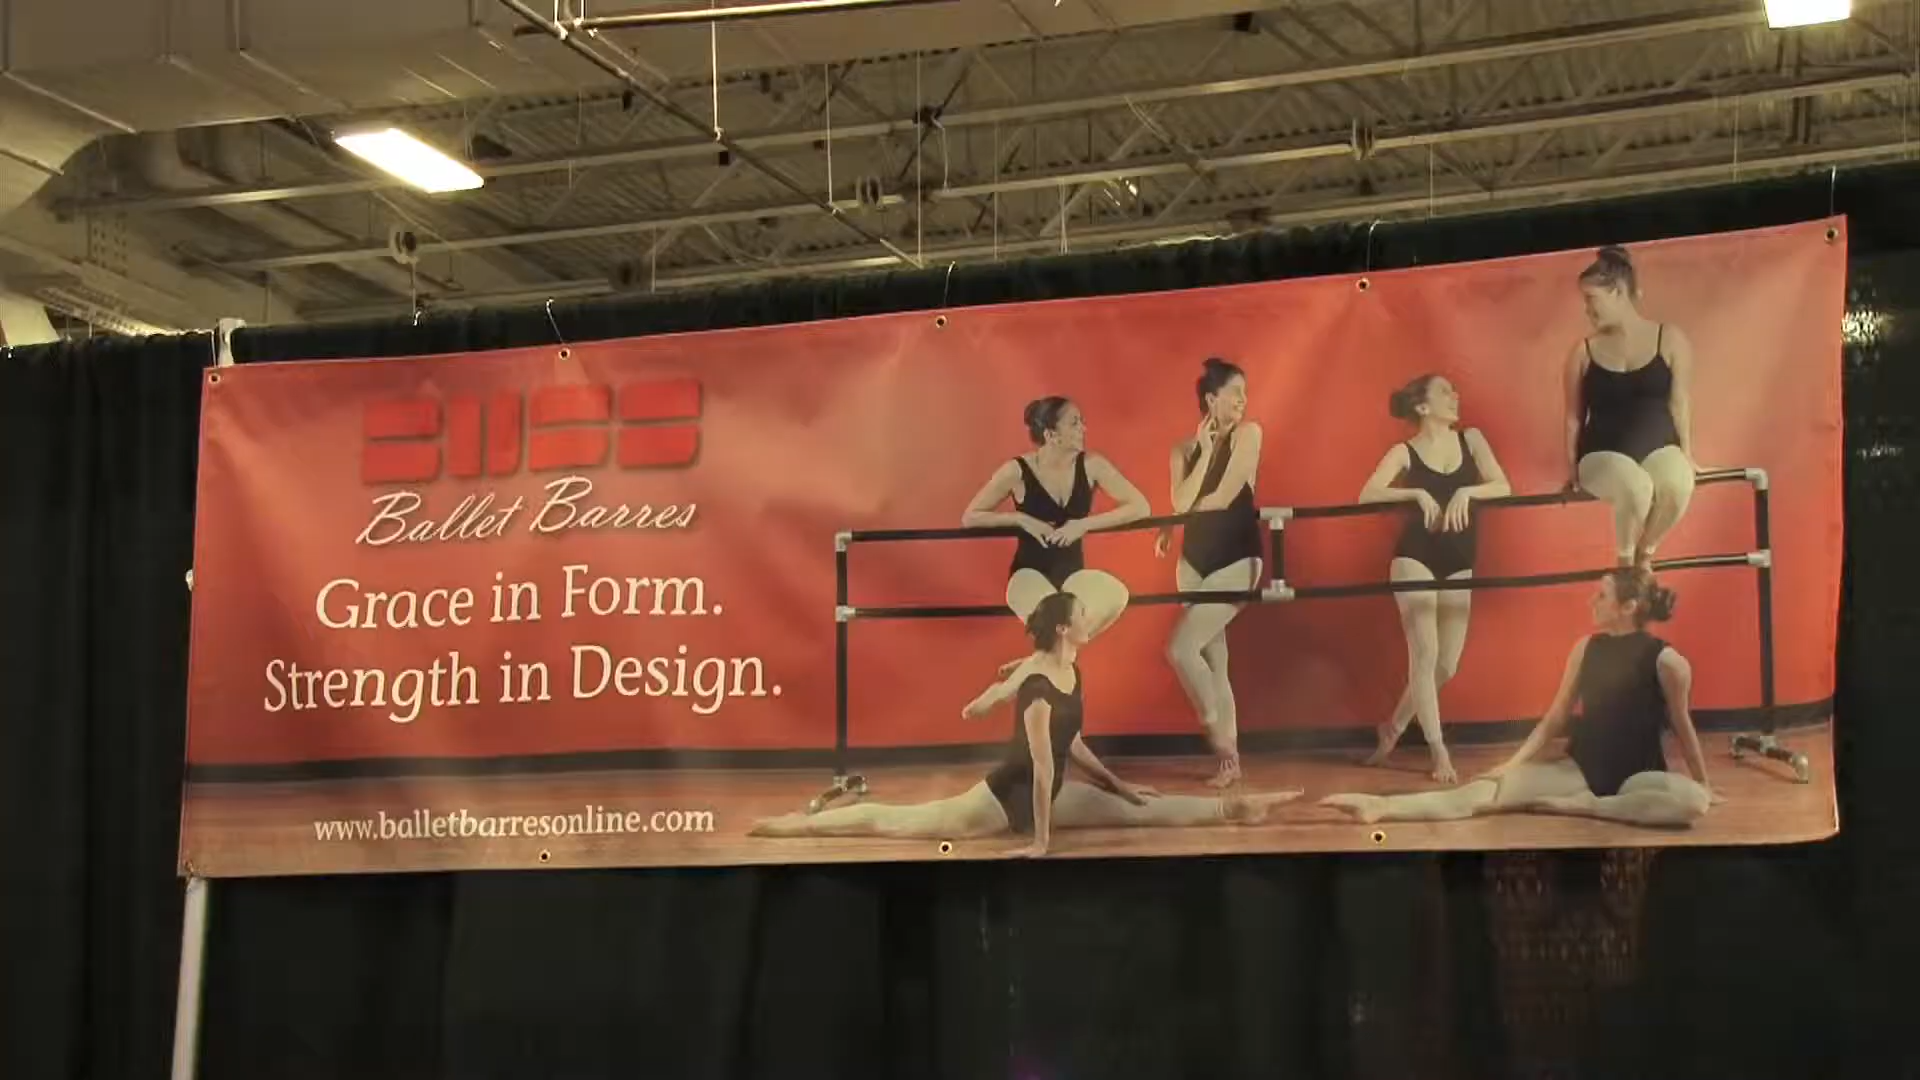 Ballet Barres
Grace in Form.
Strength in Design.
www.balletbarresonline.com